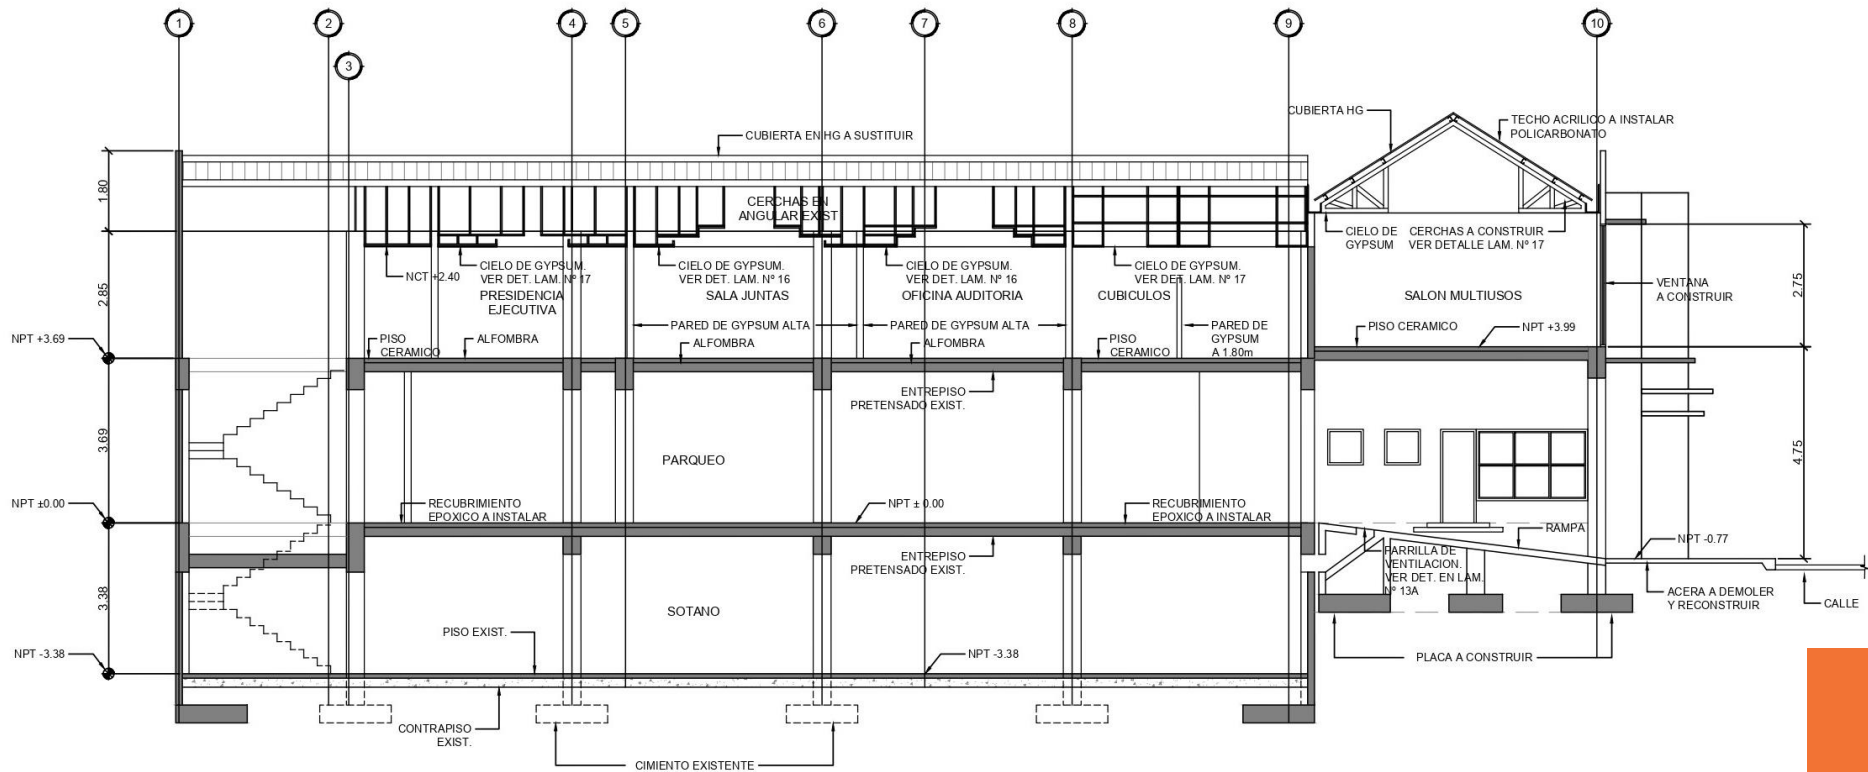 1
2
3
4
5
6
7
8
9
10
CUBIERTA HG
TECHO ACRILICO A INSTALAR
POLICARBONATO
CUBIERTA EN HG A SUSTITUIR
1.80
CERCHAS EN
ANGULAR EXIST
CIELO DE
GYPSUM
CERCHAS A CONSTRUIR
VER DETALLE LAM. Nº 17
NCT +2.40
CIELO DE GYPSUM.
VER DET. LAM. Nº 17
CIELO DE GYPSUM.
VER DET. LAM. Nº 16
CIELO DE GYPSUM.
VER DET. LAM. Nº 16
CIELO DE GYPSUM.
VER DET. LAM. Nº 17
2.85
PRESIDENCIA
EJECUTIVA
SALA JUNTAS
OFICINA AUDITORIA
CUBICULOS
SALON MULTIUSOS
VENTANA
A CONSTRUIR
2.75
NPT +3.69
PISO
CERAMICO
ALFOMBRA
PARED DE GYPSUM ALTA
ALFOMBRA
PARED DE GYPSUM ALTA
ALFOMBRA
PISO
CERAMICO
PARED DE
GYPSUM
A 1.80m
PISO CERAMICO
NPT +3.99
ENTREPISO
PRETENSADO EXIST.
3.69
PARQUEO
4.75
NPT ±0.00
RECUBRIMIENTO
EPOXICO A INSTALAR
NPT ± 0.00
RECUBRIMIENTO
EPOXICO A INSTALAR
RAMPA
NPT -0.77
ENTREPISO
PRETENSADO EXIST.
PARRILLA DE
VENTILACION.
VER DET. EN LAM.
Nº 13A
ACERA A DEMOLER
Y RECONSTRUIR
CALLE
3.38
SOTANO
PISO EXIST.
NPT -3.38
NPT -3.38
PLACA A CONSTRUIR
CONTRAPISO
EXIST.
CIMIENTO EXISTENTE